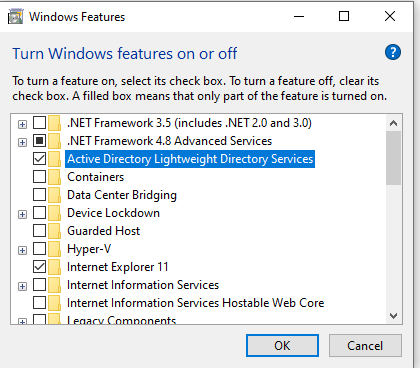 Windows Features
Turn Windows features on or off
To turn a feature on, select its check box. To turn a feature off, clear its
check box. A filled box means that only part of the feature is turned on.
.NET Framework 3.5 (includes .NET 2.0 and 3.0)
.NET Framework 4.8 Advanced Services
Active Directory Lightweight Directory Services
Containers
Data Center Bridging
Device Lockdown
Guarded Host
Hyper-V
Internet Explorer 11
Internet Information Services
Internet Information Services Hostable Web Core
Legacy Components
OK
Cancel